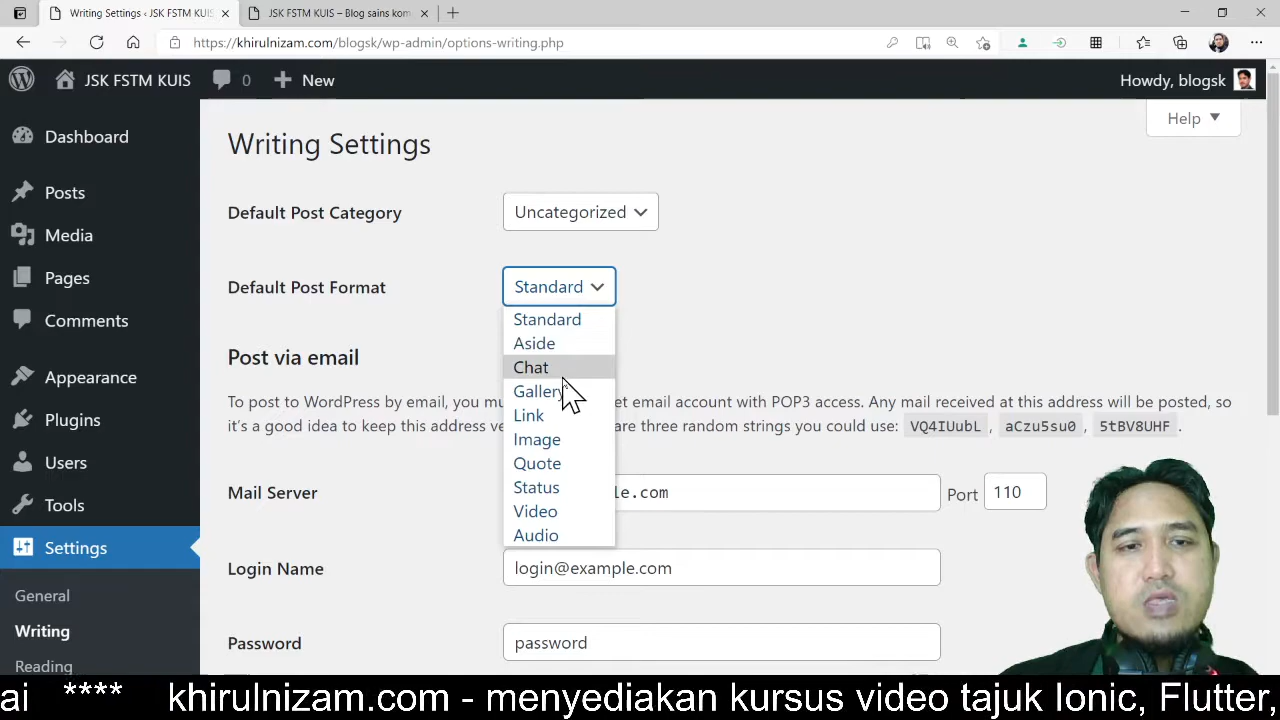 Writing Settings ‹ JSK FSTM KUIS
JSK FSTM KUIS – Blog sains kom
https://khirulnizam.com/blogsk/wp-admin/options-writing.php
JSK FSTM KUIS
0
New
Howdy, blogsk
Help
Dashboard
Posts
Media
Pages
Comments
Appearance
Plugins
Users
Tools
Settings
General
Writing
Reading
Writing Settings
Default Post Category
Uncategorized
Default Post Format
Standard
Standard
Aside
Chat
Gallery
Link
Image
Quote
Status
Video
Audio
Post via email
To post to WordPress by email, you mu et email account with POP3 access. Any mail received at this address will be posted, so
it’s a good idea to keep this address ve are three random strings you could use: VQ4IUubL , aCzu5su0 , 5tBV8UHF .
Mail Server
le.com
Port
110
Login Name
login@example.com
Password
password
ai **** khirulnizam.com - menyediakan kursus video tajuk Ionic, Flutter,